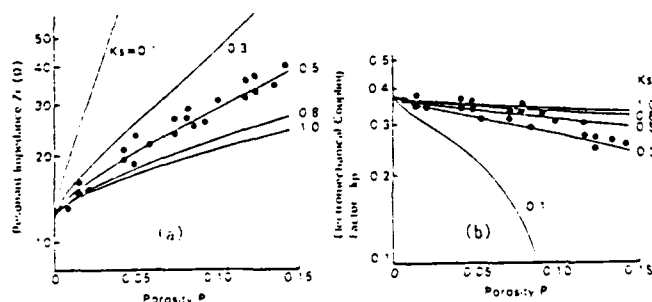 50
40
30
20
10
Resonant Impedance Zr (Ω)
Ks=0.1
0.3
0.5
0.8
1.0
(a)
0
0.05
0.10
0.15
Porosity P
0.5
0.4
0.3
0.2
0.1
Electromechanical Coupling
Factor kp
Ks
0.1
(b)
0
0.05
0.10
0.15
Porosity P